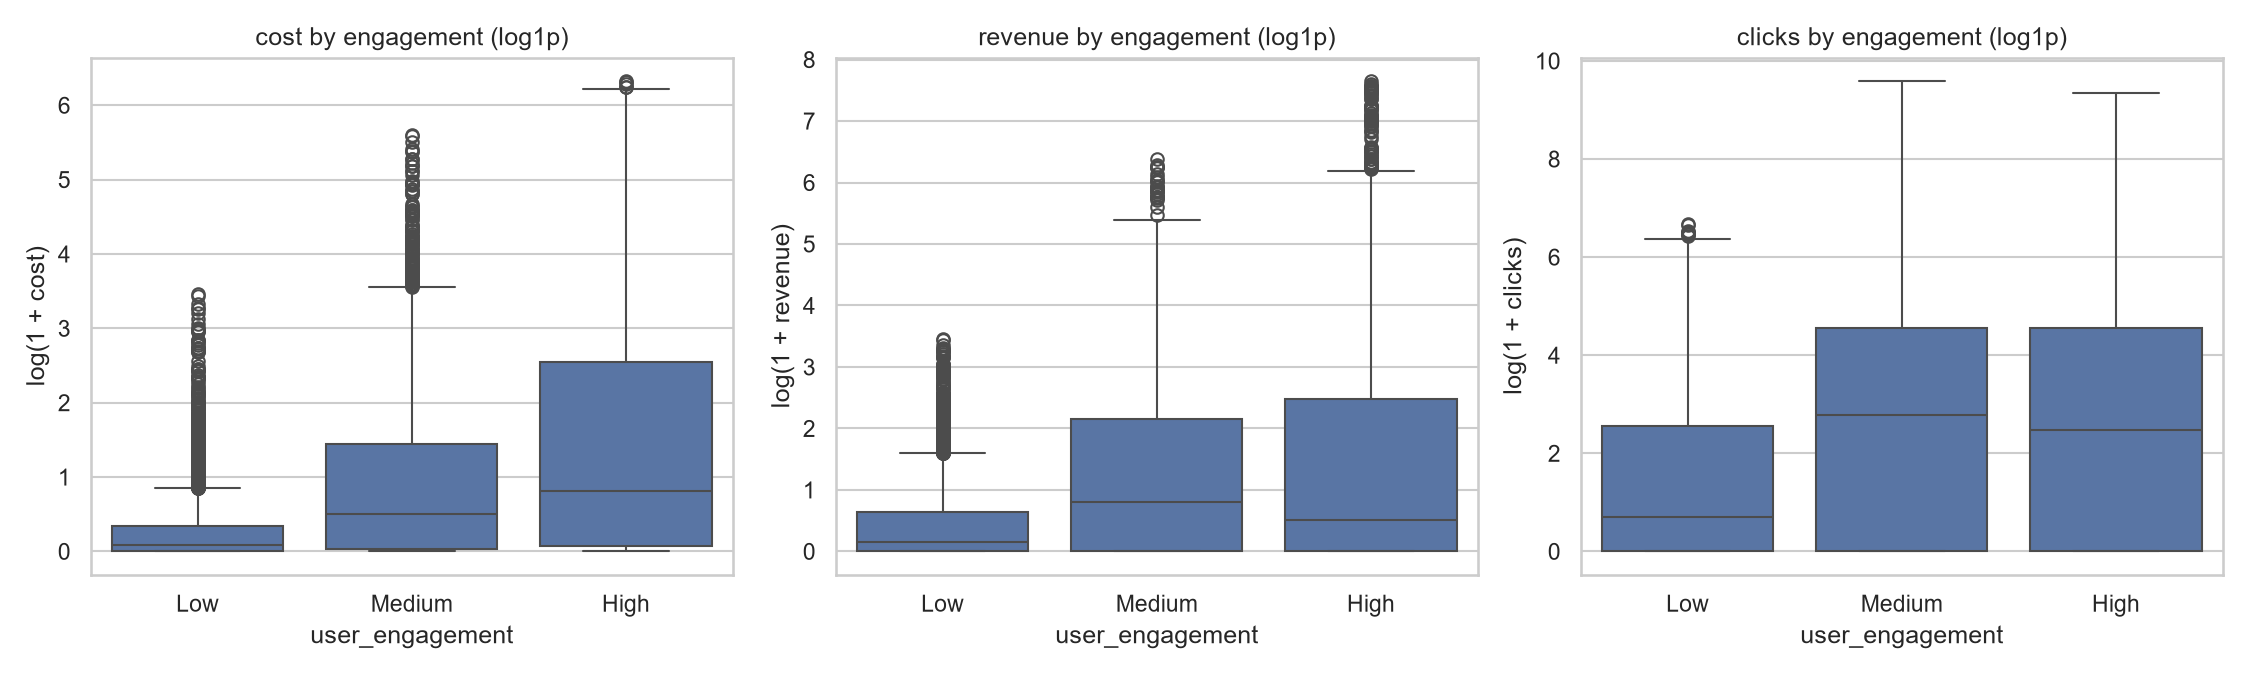 cost by engagement (log1p)
log(1 + cost)
6
5
4
3
2
1
0
Low Medium High
user_engagement
revenue by engagement (log1p)
log(1 + revenue)
8
7
6
5
4
3
2
1
0
Low Medium High
user_engagement
clicks by engagement (log1p)
log(1 + clicks)
10
8
6
4
2
0
Low Medium High
user_engagement